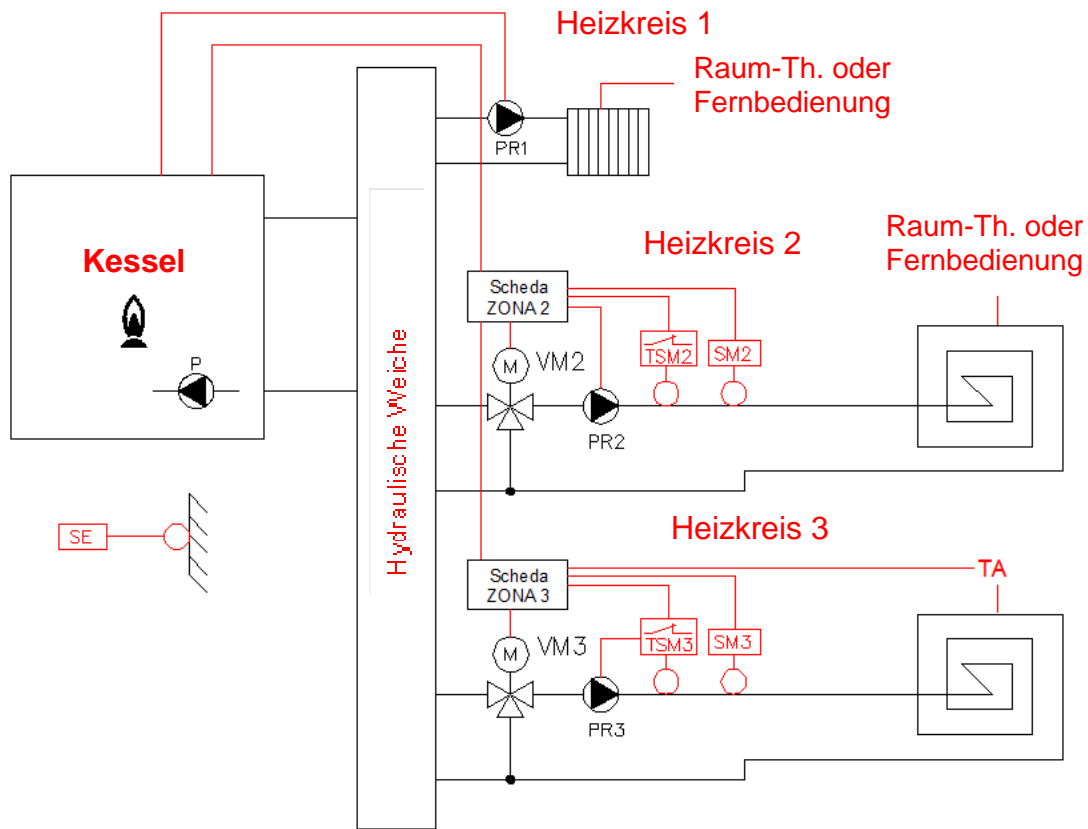 Heizkreis 1
Raum-Th. oder
Fernbedienung
PR1
Kessel
P
Hydraulische Weiche
Heizkreis 2
Raum-Th. oder
Fernbedienung
Scheda
ZONA 2
TSM2
SM2
M
VM2
PR2
SE
Heizkreis 3
Scheda
ZONA 3
TA
TSM3
SM3
M
VM3
PR3